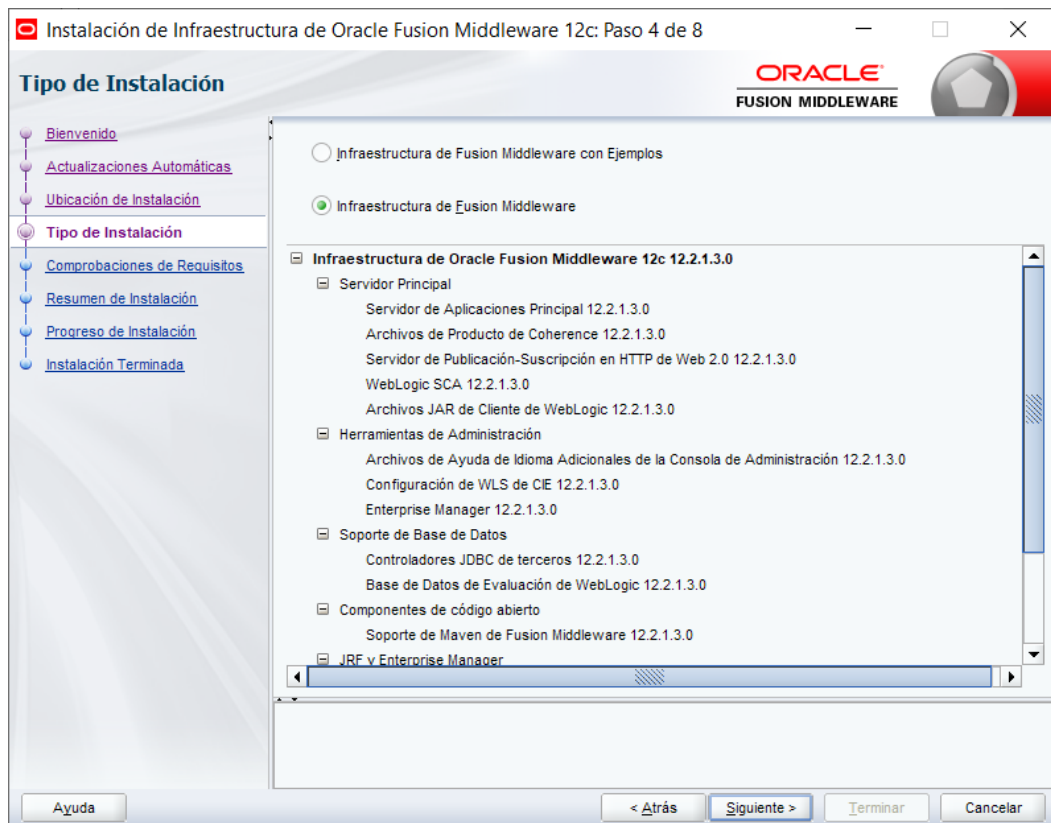 Instalación de Infraestructura de Oracle Fusion Middleware 12c: Paso 4 de 8
Tipo de Instalación
ORACLE
FUSION MIDDLEWARE
Bienvenido
Actualizaciones Automáticas
Ubicación de Instalación
Tipo de Instalación
Comprobaciones de Requisitos
Resumen de Instalación
Progreso de Instalación
Instalación Terminada
Infraestructura de Fusion Middleware con Ejemplos
Infraestructura de Fusion Middleware
Infraestructura de Oracle Fusion Middleware 12c 12.2.1.3.0
Servidor Principal
Servidor de Aplicaciones Principal 12.2.1.3.0
Archivos de Producto de Coherence 12.2.1.3.0
Servidor de Publicación-Suscripción en HTTP de Web 2.0 12.2.1.3.0
WebLogic SCA 12.2.1.3.0
Archivos JAR de Cliente de WebLogic 12.2.1.3.0
Herramientas de Administración
Archivos de Ayuda de Idioma Adicionales de la Consola de Administración 12.2.1.3.0
Configuración de WLS de CIE 12.2.1.3.0
Enterprise Manager 12.2.1.3.0
Soporte de Base de Datos
Controladores JDBC de terceros 12.2.1.3.0
Base de Datos de Evaluación de WebLogic 12.2.1.3.0
Componentes de código abierto
Soporte de Maven de Fusion Middleware 12.2.1.3.0
JRF y Enterprise Manager
Ayuda
< Atrás
Siguiente >
Terminar
Cancelar